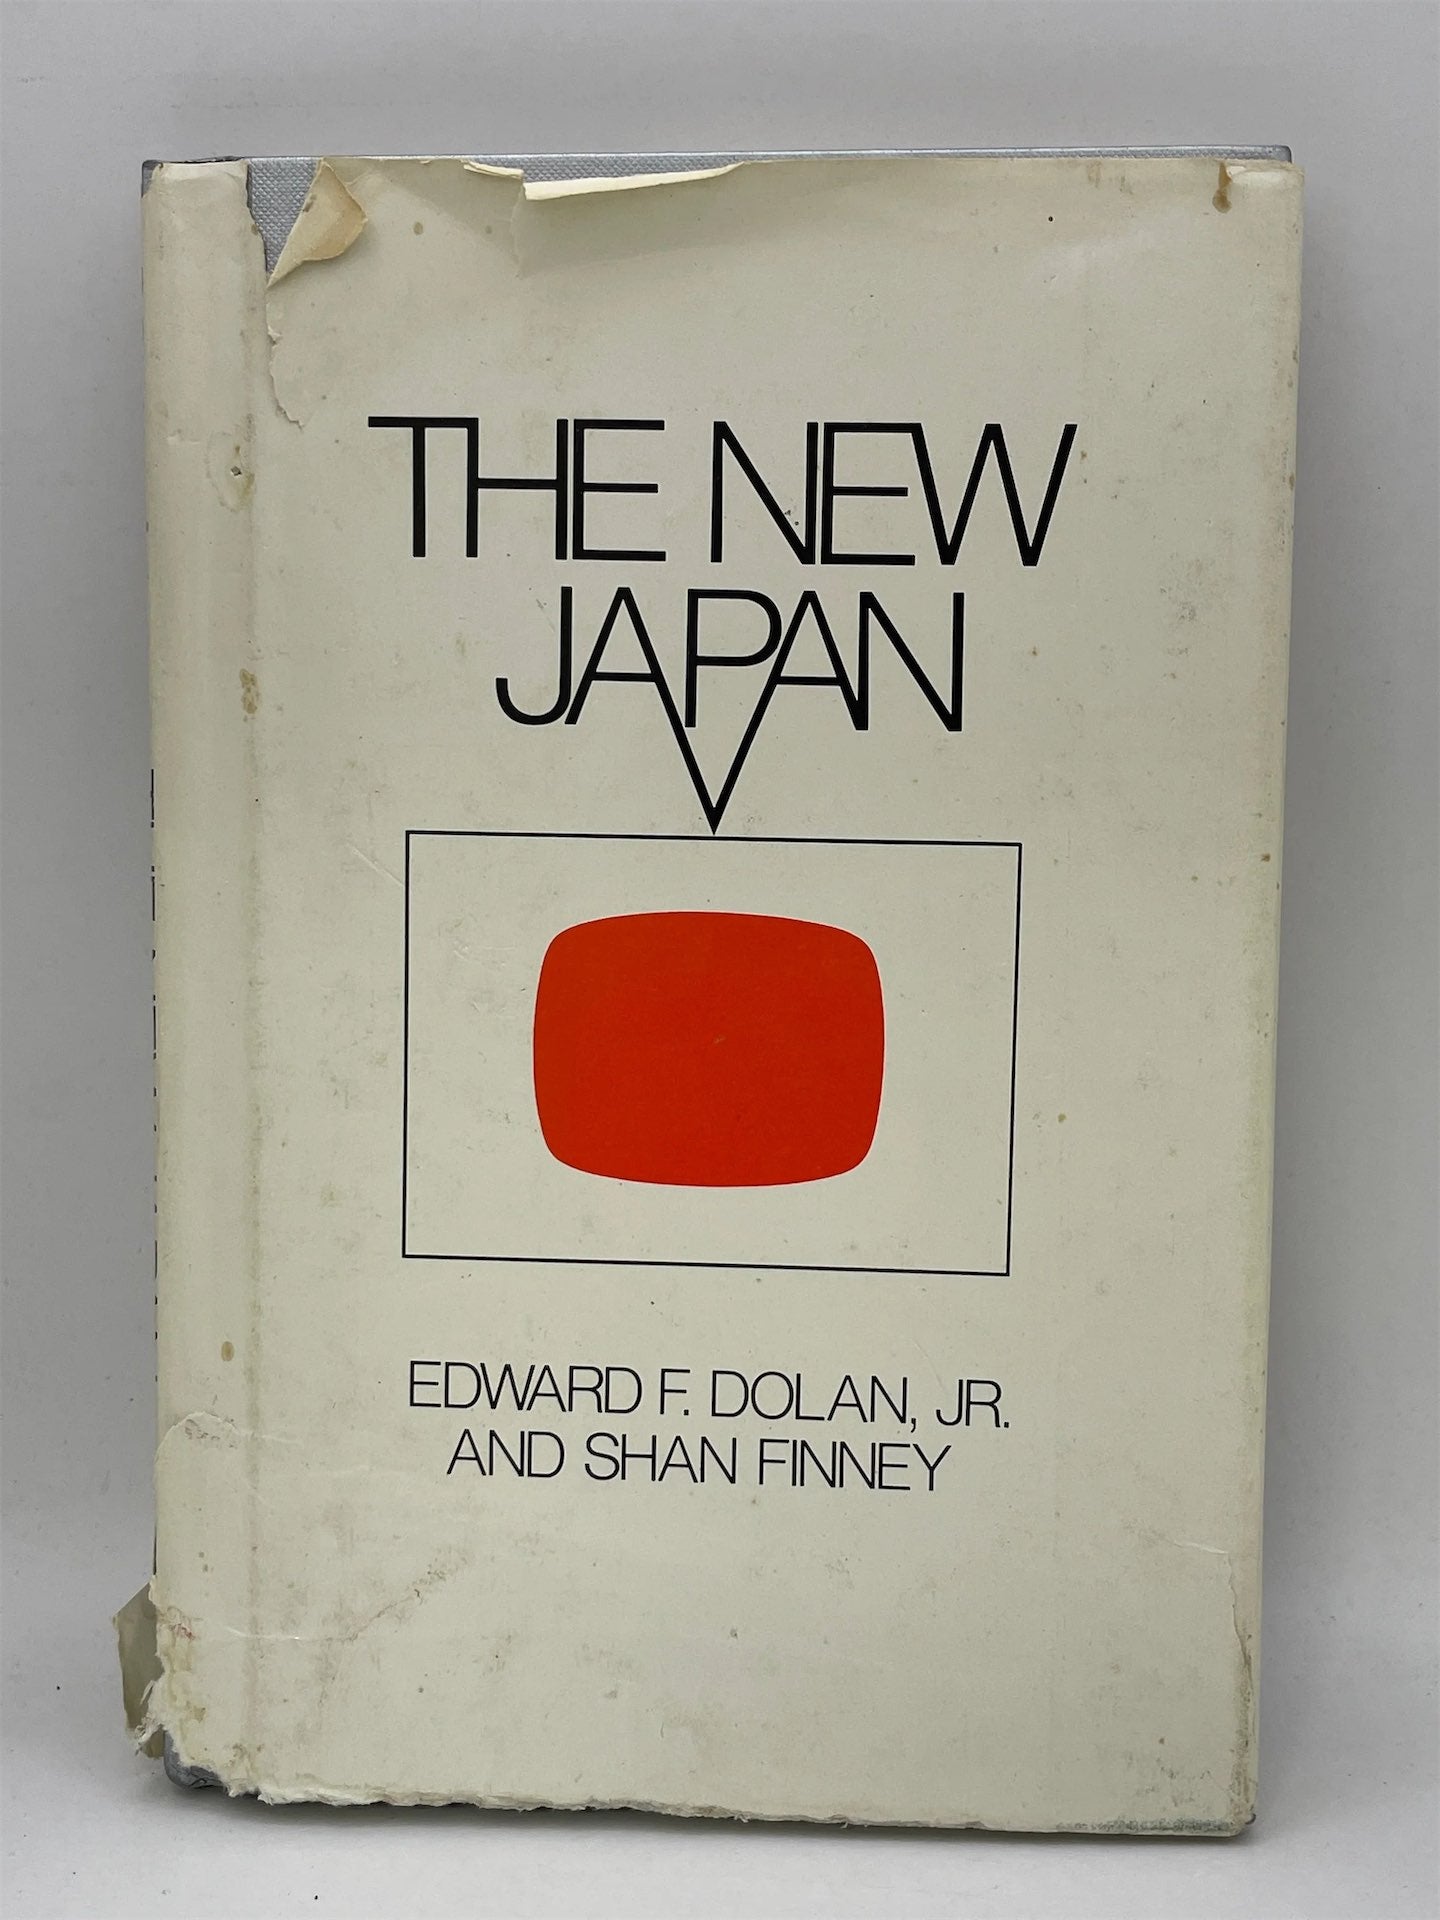 THE NEW
JAPAN
EDWARD F. DOLAN, JR.
AND SHAN FINNEY